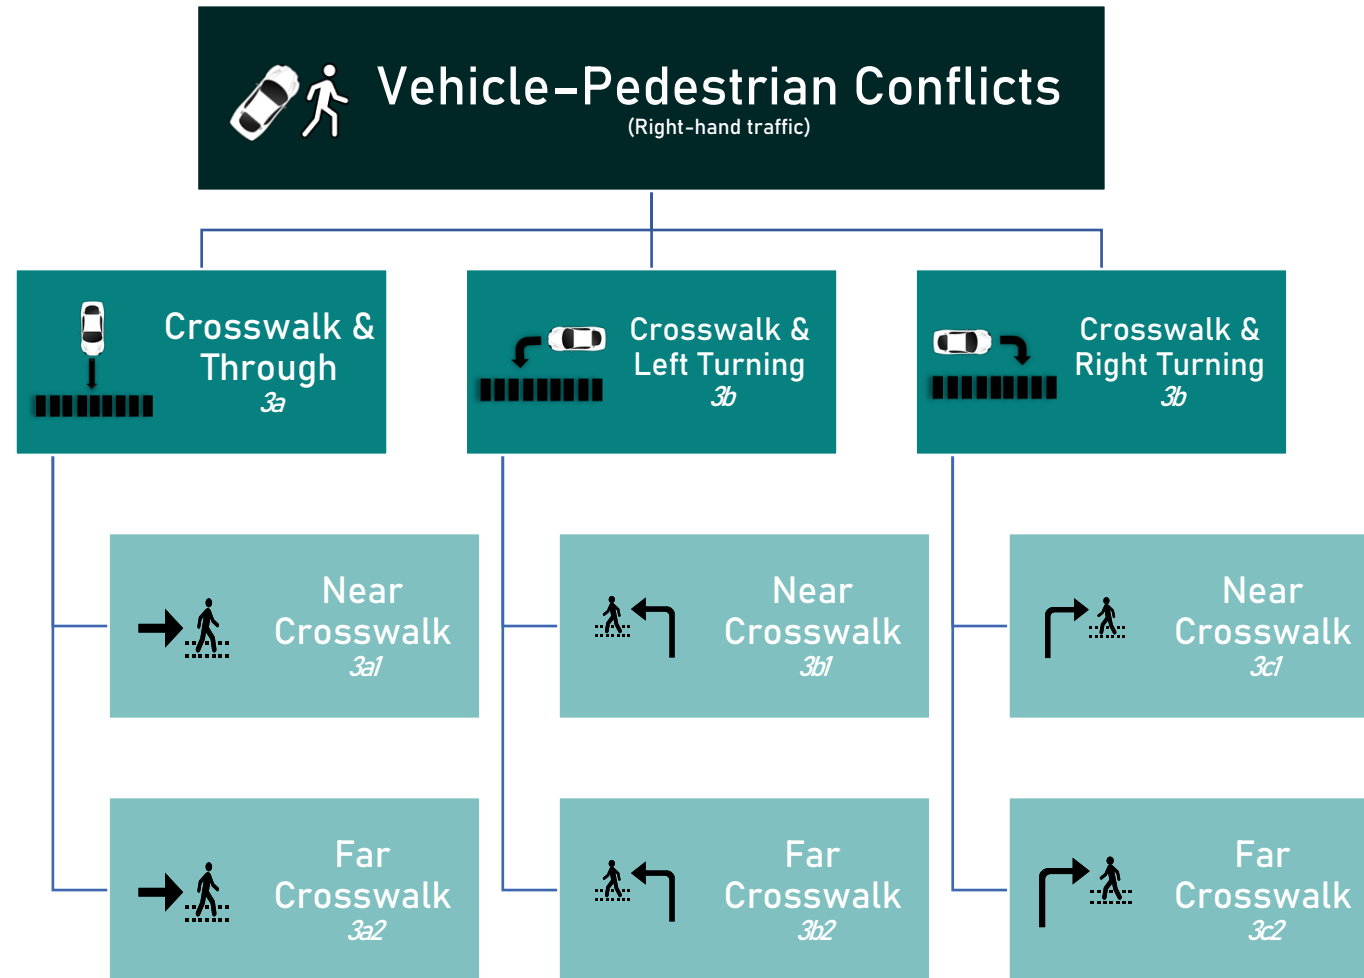 Vehicle–Pedestrian Conflicts
(Right-hand traffic)
Crosswalk &
Through
3a
Crosswalk &
Left Turning
3b
Crosswalk &
Right Turning
3b
Near
Crosswalk
3a1
Near
Crosswalk
3b1
Near
Crosswalk
3c1
Far
Crosswalk
3a2
Far
Crosswalk
3b2
Far
Crosswalk
3c2